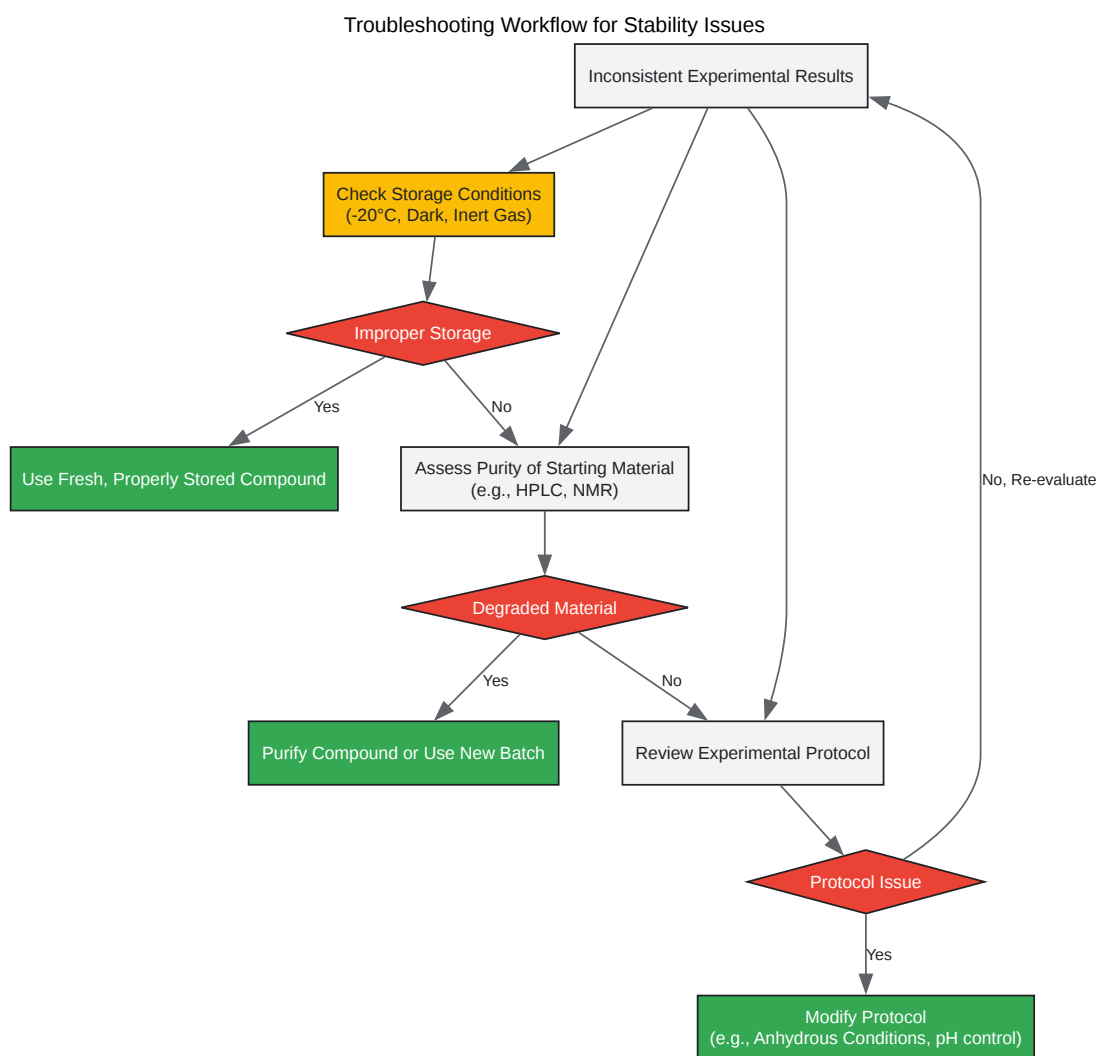 Troubleshooting Workflow for Stability Issues
Inconsistent Experimental Results
Check Storage Conditions
(-20°C, Dark, Inert Gas)
Improper Storage
Yes
No
Use Fresh, Properly Stored Compound
Assess Purity of Starting Material
(e.g., HPLC, NMR)
No, Re-evaluate
Degraded Material
Yes
No
Purify Compound or Use New Batch
Review Experimental Protocol
Protocol Issue
Yes
Modify Protocol
(e.g., Anhydrous Conditions, pH control)